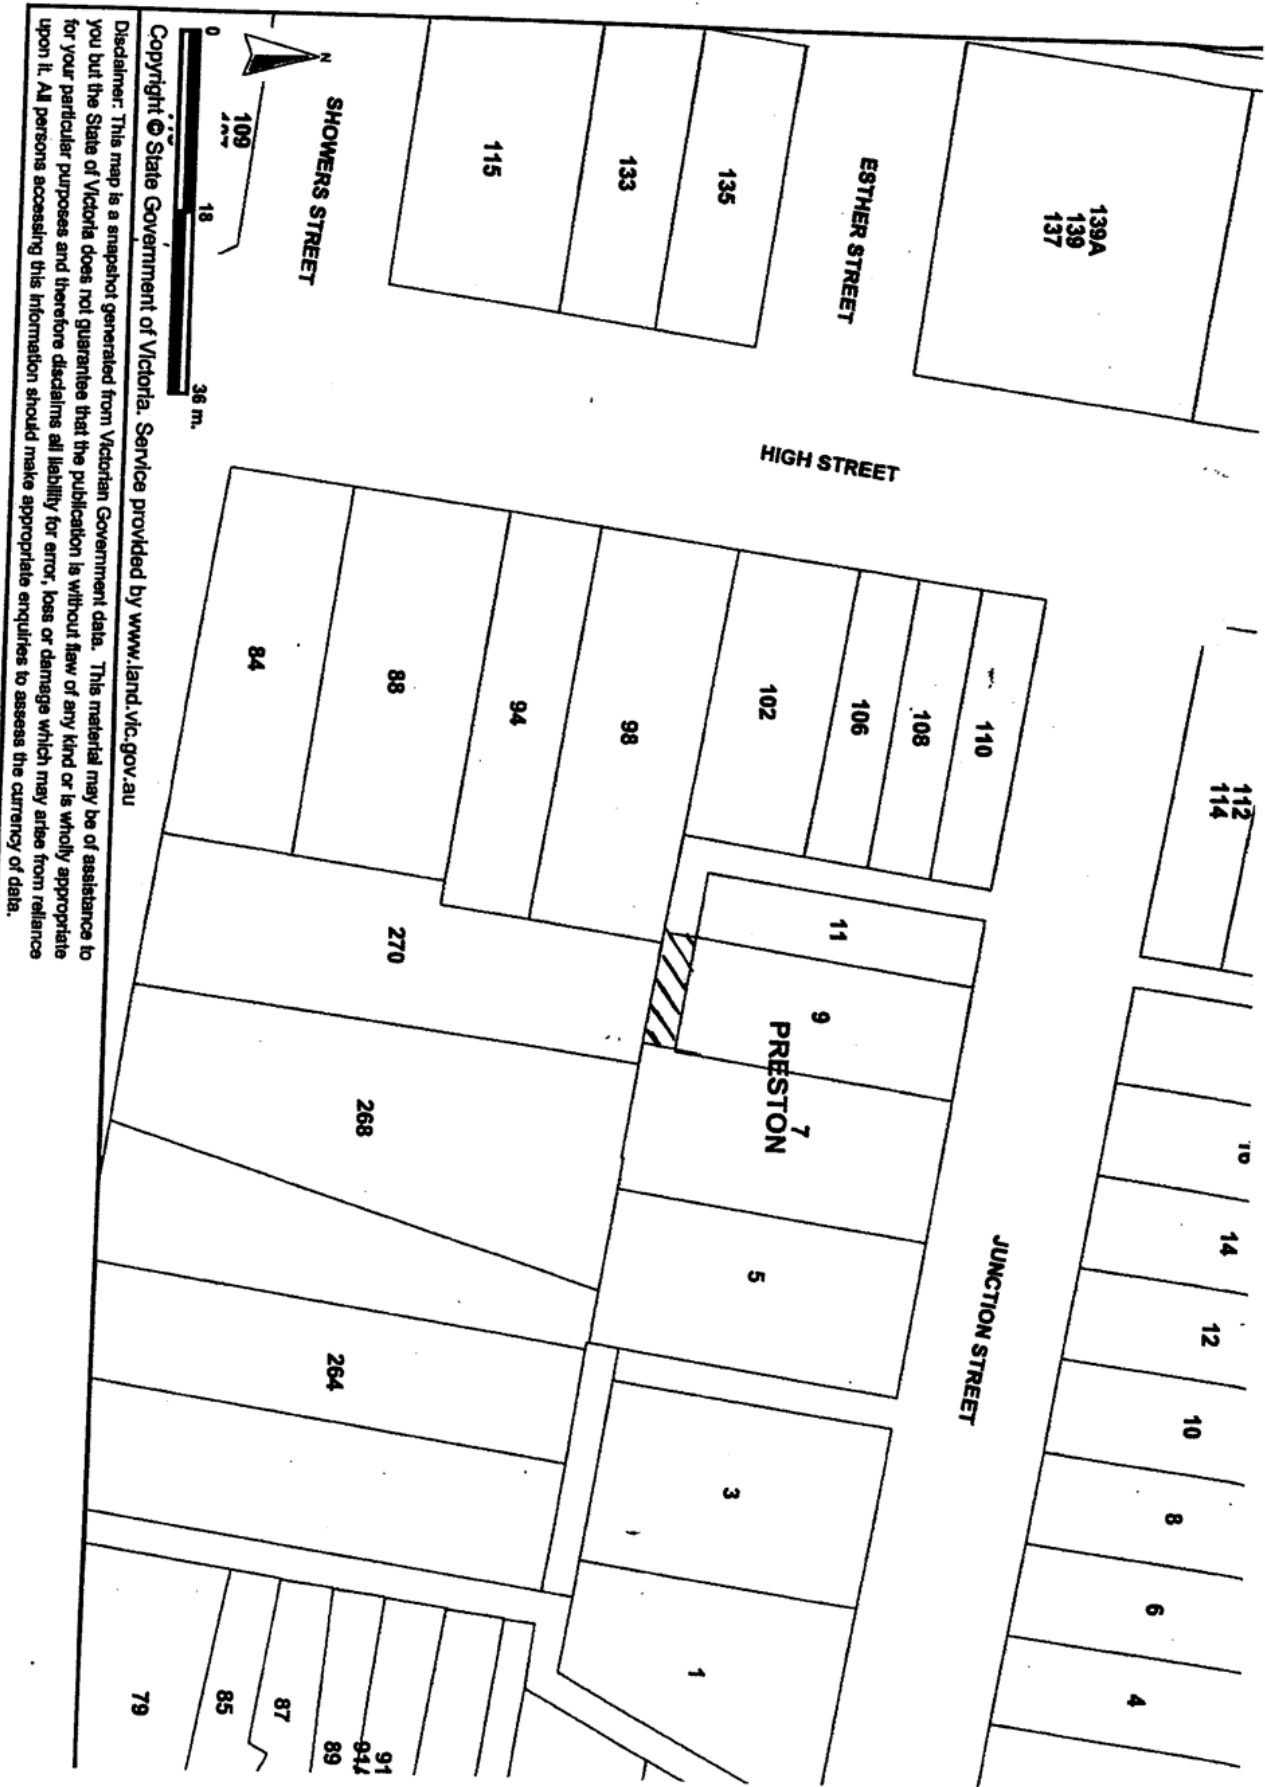 112
114
139A
139
137
ESTHER STREET
135
133
115
SHOWERS STREET
109
N
HIGH STREET
110
108
106
102
98
94
88
84
11
9
7
PRESTON
5
3
1
JUNCTION STREET
14
12
10
8
6
4
270
268
264
91
89
87
85
79
0
18
36 m.
Copyright © State Government of Victoria. Service provided by www.land.vic.gov.au
Disclaimer: This map is a snapshot generated from Victorian Government data. This material may be of assistance to
you but the State of Victoria does not guarantee that the publication is without flaw of any kind or is wholly appropriate
for your particular purposes and therefore disclaims all liability for error, loss or damage which may arise from reliance
upon it. All persons accessing this information should make appropriate enquiries to assess the currency of data.